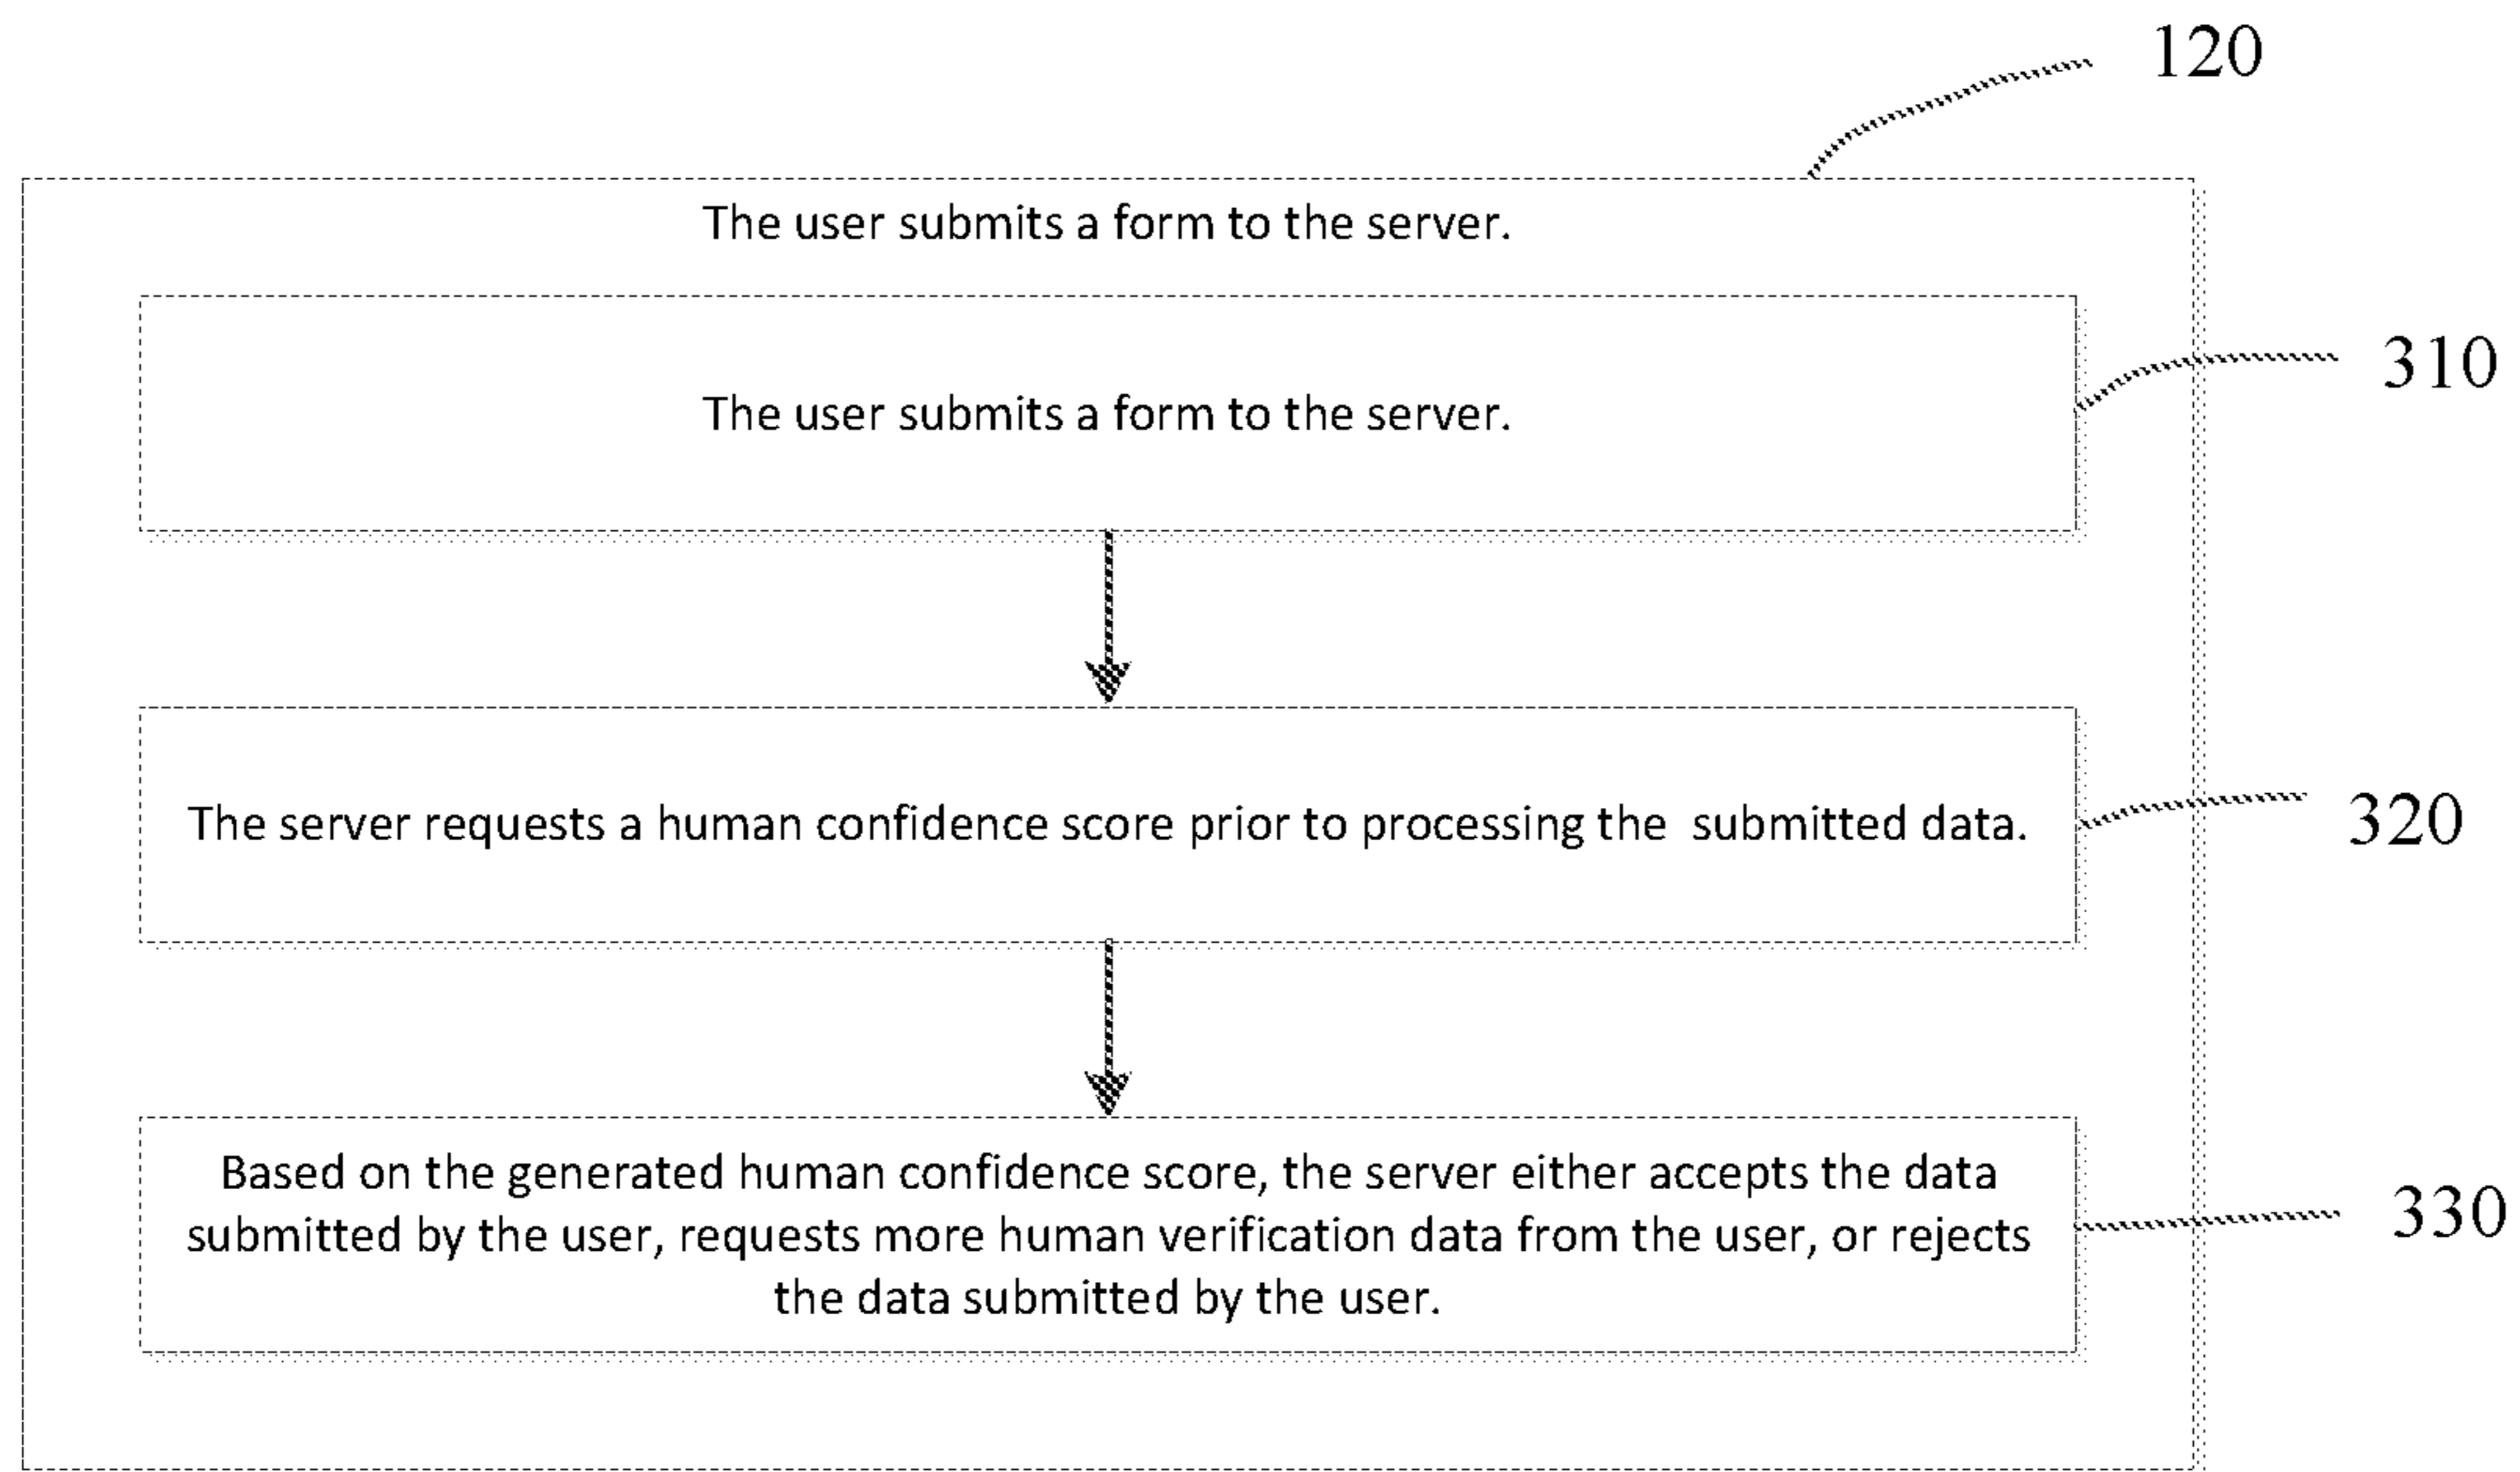 120
The user submits a form to the server.
310
The user submits a form to the server.
The server requests a human confidence score prior to processing the  submitted data.
320
Based on the generated human confidence score, the server either accepts the data
submitted by the user, requests more human verification data from the user, or rejects
the data submitted by the user.
330